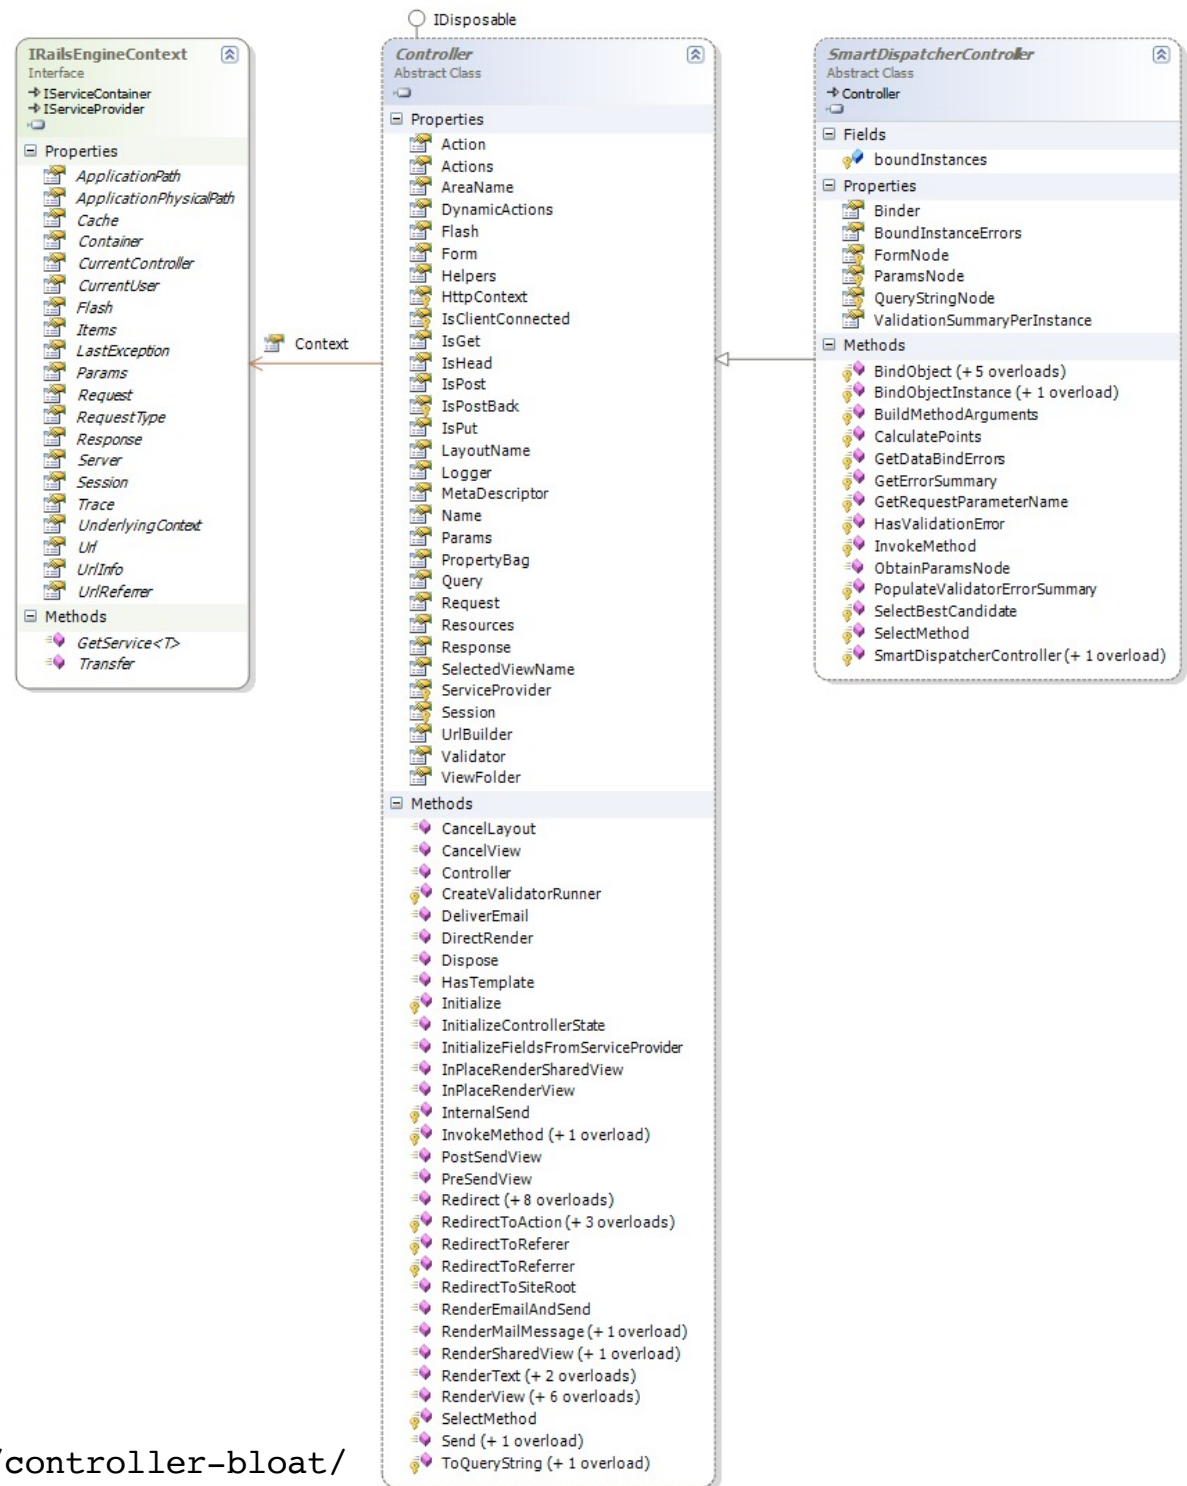 IDisposable
IRailsEngineContext
Interface
IServiceContainer
IServiceProvider
Properties
ApplicationPath
ApplicationPhysicalPath
Cache
Container
CurrentController
CurrentUser
Flash
Items
LastException
Params
Request
RequestType
Response
Server
Session
Trace
UnderlyingContext
Url
UrlInfo
UrlReferrer
Methods
GetService<T>
Transfer
Context
Controller
Abstract Class
Properties
Action
Actions
AreaName
DynamicActions
Flash
Form
Helpers
HttpContext
IsClientConnected
IsGet
IsHead
IsPost
IsPostBack
IsPut
LayoutName
Logger
MetaDescriptor
Name
Params
PropertyBag
Query
Request
Resources
Response
SelectedViewName
ServiceProvider
Session
UrlBuilder
Validator
ViewFolder
Methods
CancelLayout
CancelView
Controller
CreateValidatorRunner
DeliverEmail
DirectRender
Dispose
HasTemplate
Initialize
InitializeControllerState
InitializeFieldsFromServiceProvider
InPlaceRenderSharedView
InPlaceRenderView
InternalSend
InvokeMethod (+ 1 overload)
PostSendView
PreSendView
Redirect (+ 8 overloads)
RedirectToAction (+ 3 overloads)
RedirectToReferer
RedirectToReferrer
RedirectToSiteRoot
RenderEmailAndSend
RenderMailMessage (+ 1 overload)
RenderSharedView (+ 1 overload)
RenderText (+ 2 overloads)
RenderView (+ 6 overloads)
SelectMethod
Send (+ 1 overload)
ToQueryString (+ 1 overload)
SmartDispatcherController
Abstract Class
Controller
Fields
boundInstances
Properties
Binder
BoundInstanceErrors
FormNode
ParamsNode
QueryStringNode
ValidationSummaryPerInstance
Methods
BindObject (+ 5 overloads)
BindObjectInstance (+ 1 overload)
BuildMethodArguments
CalculatePoints
GetDataBindErrors
GetErrorSummary
GetRequestParameterName
HasValidationError
InvokeMethod
ObtainParamsNode
PopulateValidatorErrorSummary
SelectBestCandidate
SelectMethod
SmartDispatcherController (+ 1 overload)
/controller-bloat/